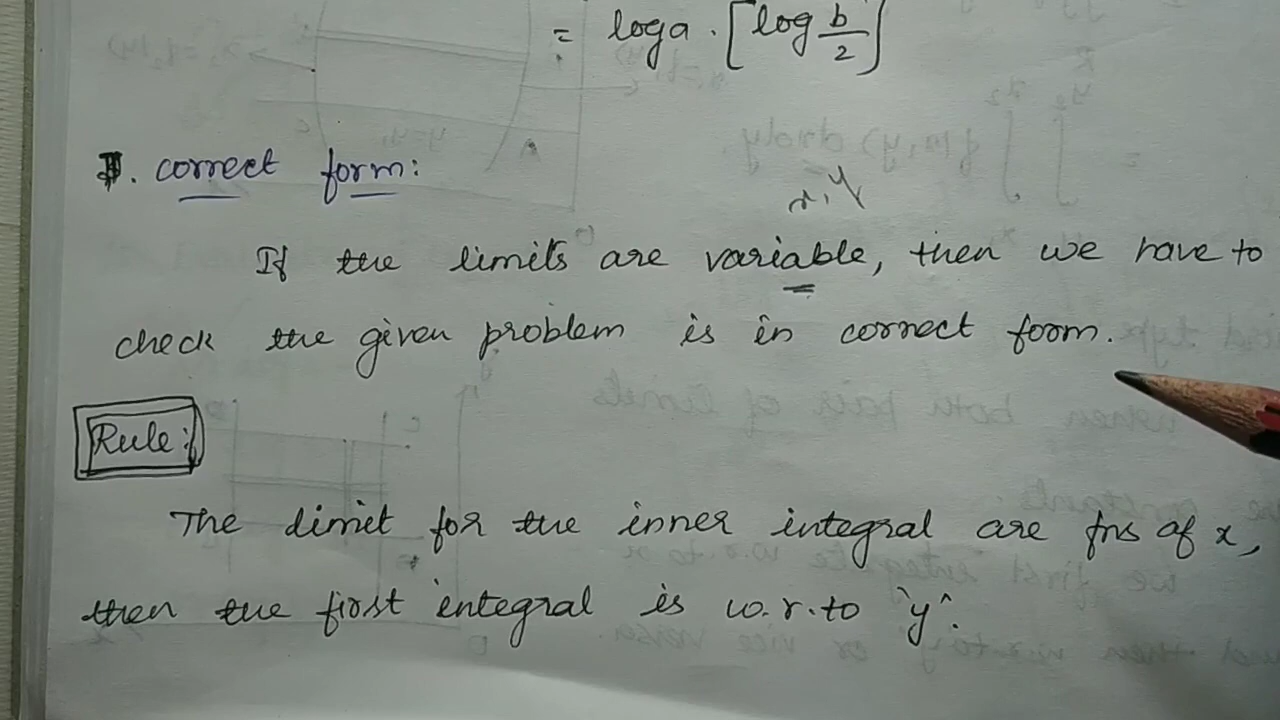 = log a . [log b/2]
I. correct form:
x, y
If the limits are variable, then we have to
check the given problem is in correct form.
Rule:
The limit for the inner integral are fns of x,
then the first integral is w.r.to 'y'.